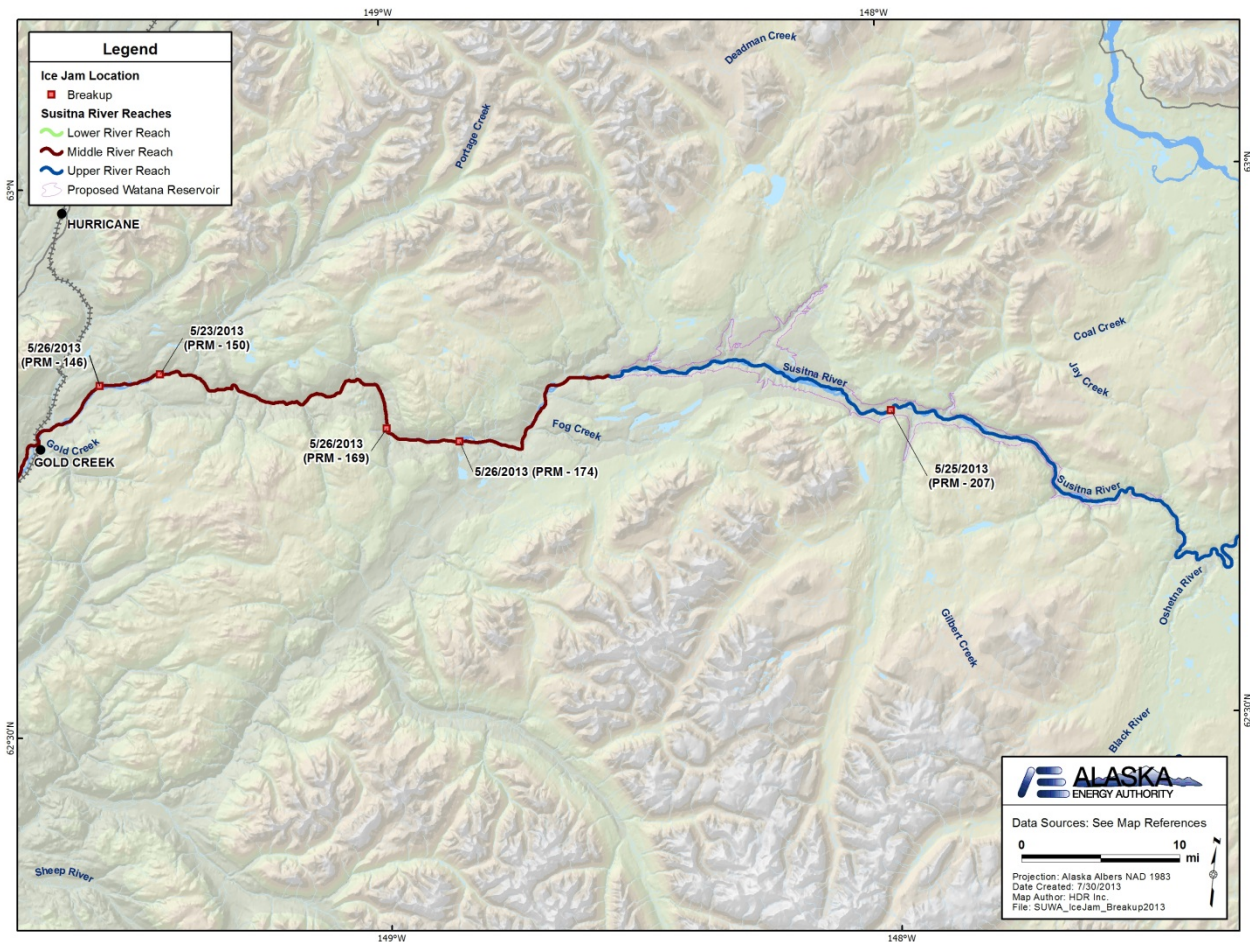 149°W
148°W
Legend
Ice Jam Location
Breakup
Susitna River Reaches
Lower River Reach
Middle River Reach
Upper River Reach
Proposed Watana Reservoir
Deadman Creek
Portage Creek
63°N
63°N
HURRICANE
5/23/2013
(PRM - 150)
5/26/2013
(PRM - 146)
Coal Creek
Jay Creek
Susitna River
Fog Creek
Gold Creek
GOLD CREEK
5/26/2013
(PRM - 169)
5/26/2013 (PRM - 174)
5/25/2013
(PRM - 207)
Susitna River
Oshetna River
Gilbert Creek
Black River
62°30'N
62°30'N
Sheep River
ALASKA
ENERGY AUTHORITY
Data Sources: See Map References
0 10
mi
N
Projection: Alaska Albers NAD 1983
Date Created: 7/30/2013
Map Author: HDR Inc.
File: SUWA_IceJam_Breakup2013
149°W
148°W